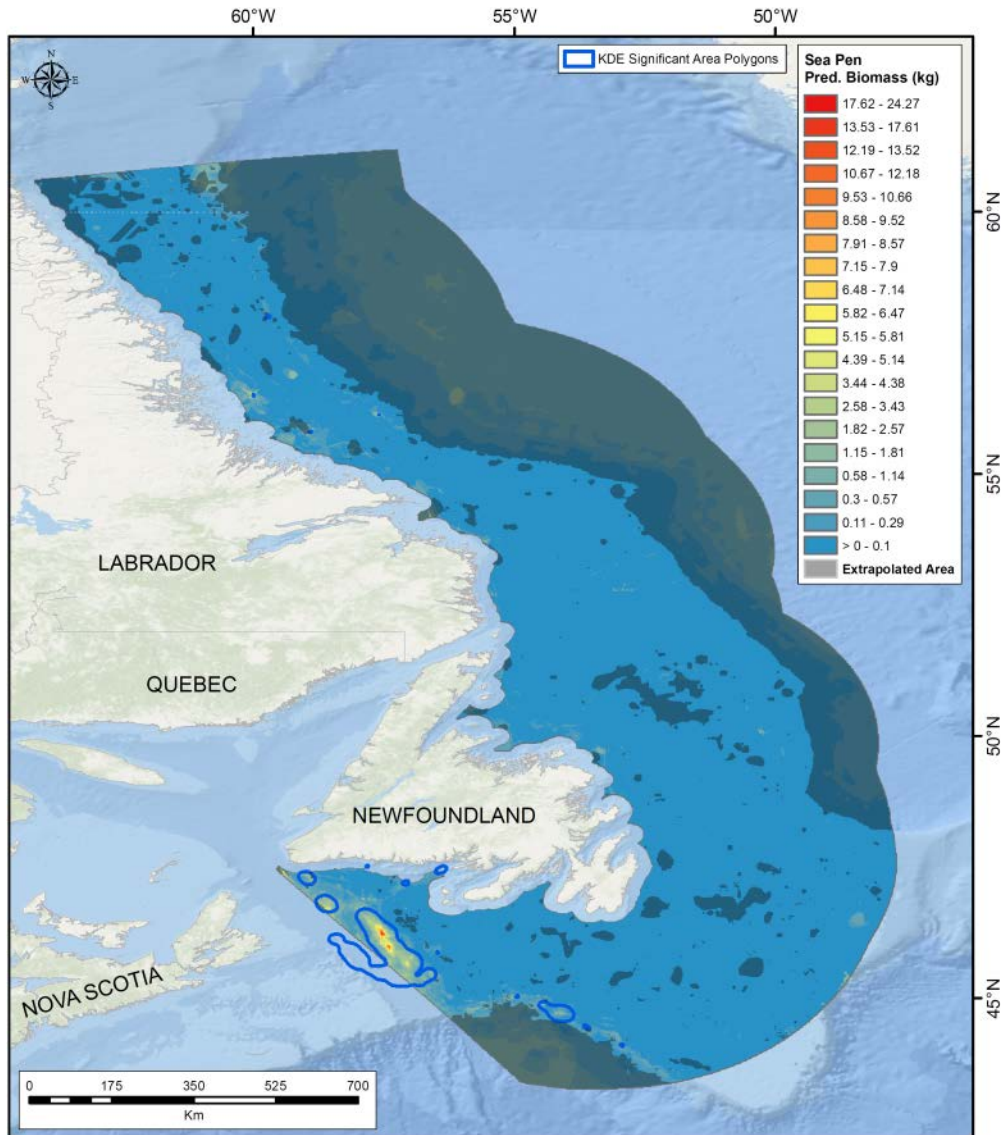 60°W
55°W
50°W
N
W
E
S
KDE Significant Area Polygons
Sea Pen
Pred. Biomass (kg)
17.62 - 24.27
13.53 - 17.61
12.19 - 13.52
10.67 - 12.18
9.53 - 10.66
8.58 - 9.52
7.91 - 8.57
7.15 - 7.9
6.48 - 7.14
5.82 - 6.47
5.15 - 5.81
4.39 - 5.14
3.44 - 4.38
2.58 - 3.43
1.82 - 2.57
1.15 - 1.81
0.58 - 1.14
0.3 - 0.57
0.11 - 0.29
> 0 - 0.1
Extrapolated Area
60°N
55°N
50°N
45°N
LABRADOR
QUEBEC
NEWFOUNDLAND
NOVA SCOTIA
0 175 350 525 700
Km